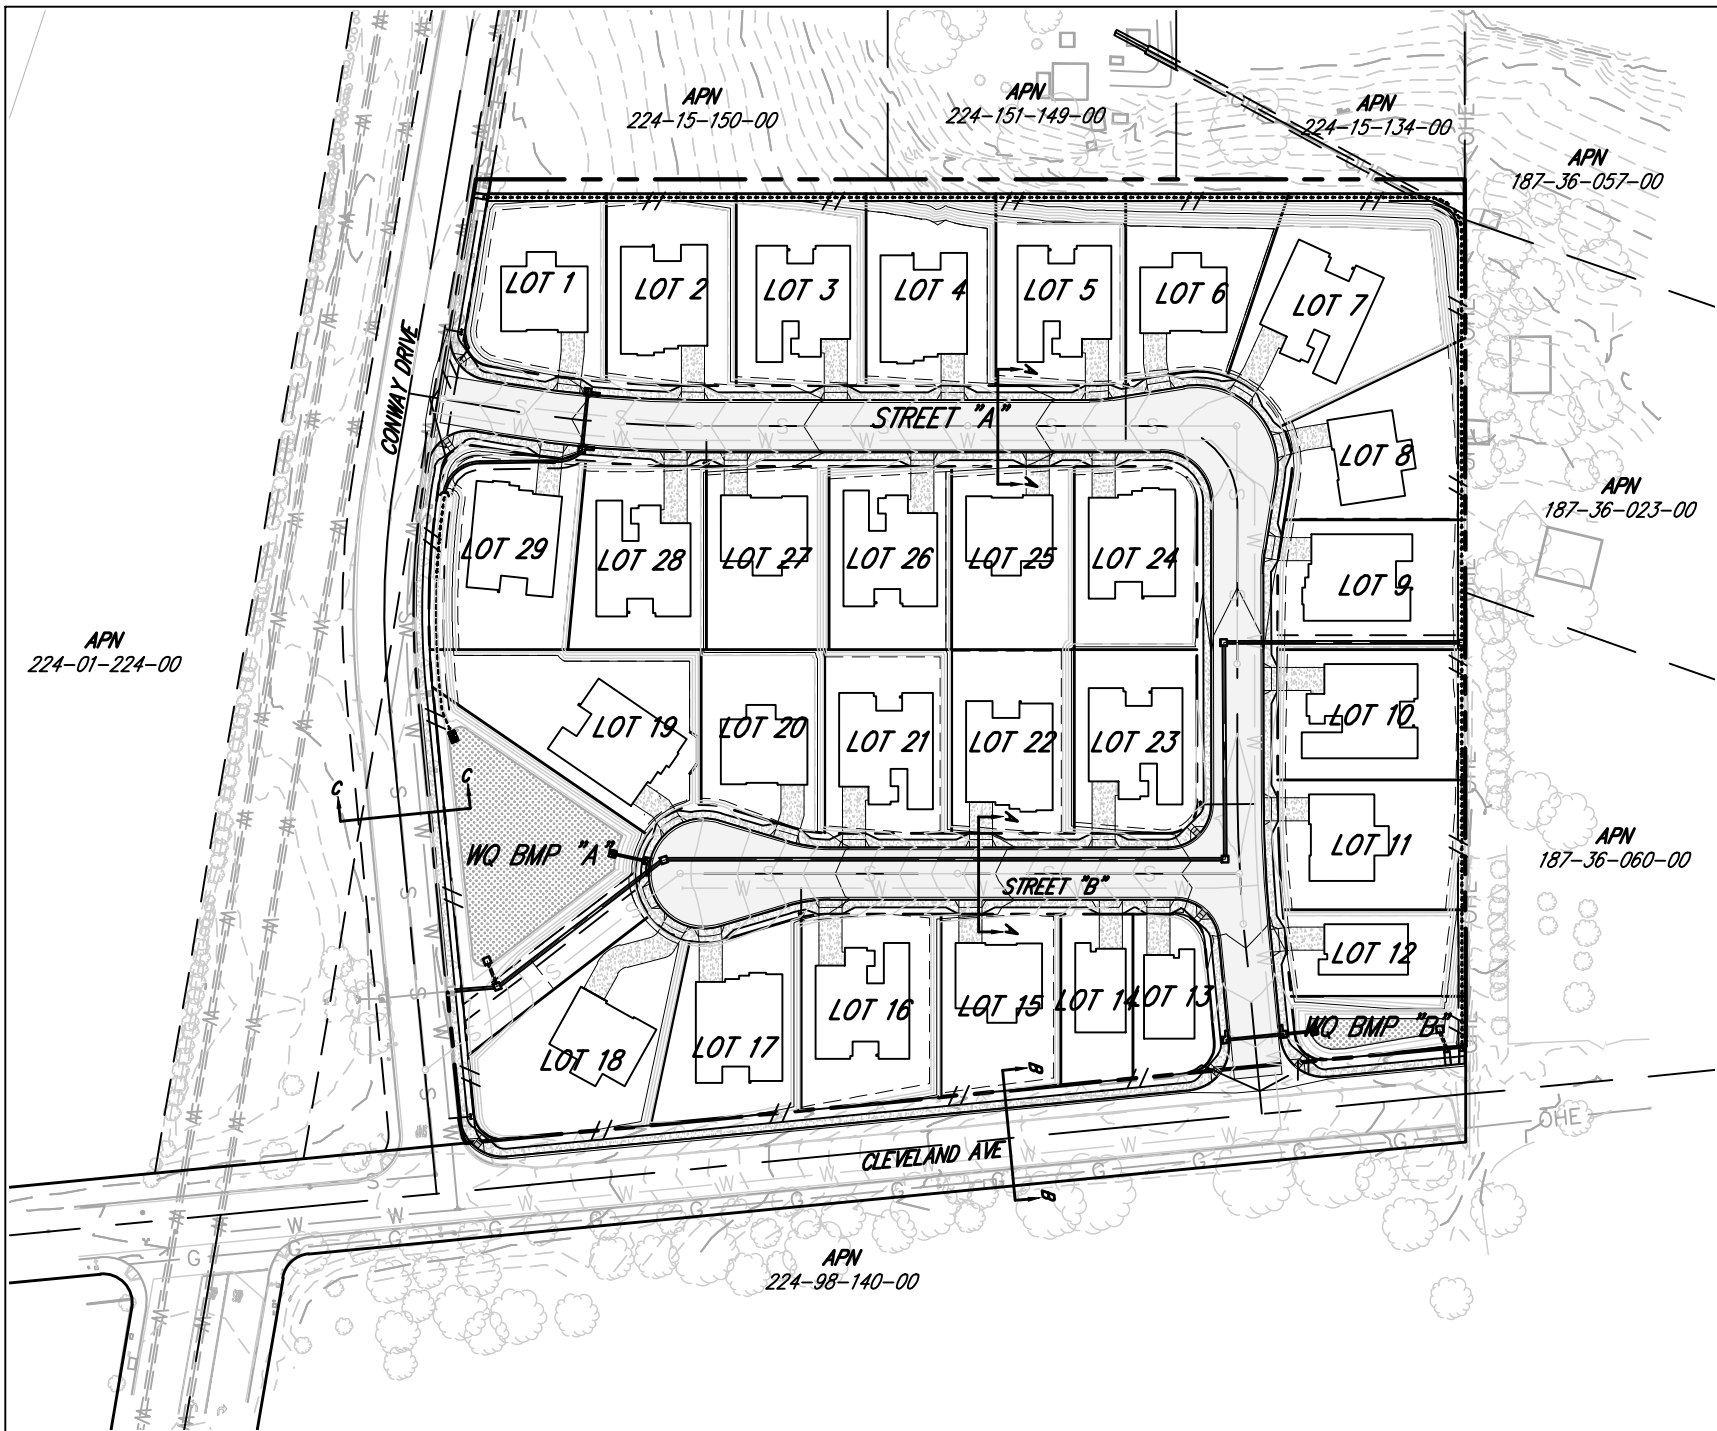 APN
224-15-150-00
APN
224-151-149-00
APN
224-15-134-00
APN
187-36-057-00
LOT 1
LOT 2
LOT 3
LOT 4
LOT 5
LOT 6
LOT 7
CONWAY DRIVE
STREET "A"
LOT 8
APN
187-36-023-00
LOT 29
LOT 28
LOT 27
LOT 26
LOT 25
LOT 24
LOT 9
APN
224-01-224-00
LOT 19
LOT 20
LOT 21
LOT 22
LOT 23
LOT 10
C
C
WQ BMP "A"
LOT 11
APN
187-36-060-00
STREET "B"
LOT 12
LOT 18
LOT 17
LOT 16
LOT 15
LOT 14
LOT 13
WQ BMP "B"
B
CLEVELAND AVE
OHE
B
APN
224-98-140-00